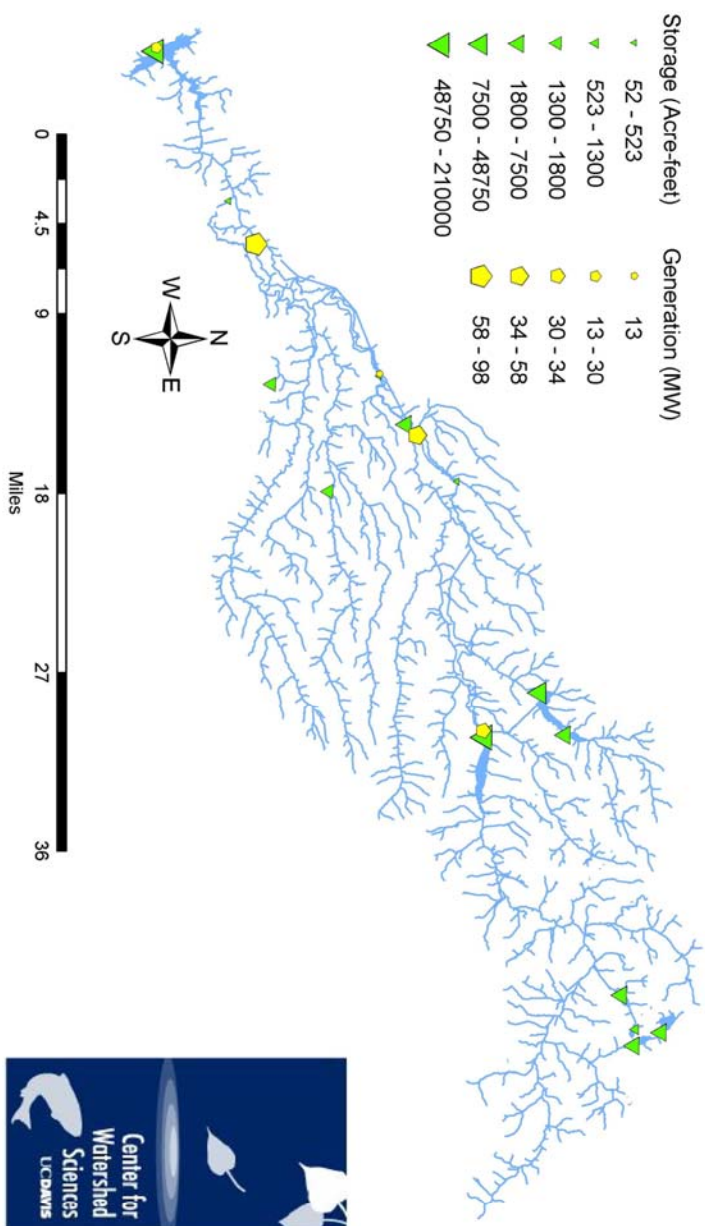 Storage (Acre-feet)
52 - 523
523 - 1300
1300 - 1800
1800 - 7500
7500 - 48750
48750 - 210000
Generation (MW)
13
13 - 30
30 - 34
34 - 58
58 - 98
N
W
E
S
0
4.5
9
18
27
36
Miles
Center for
Watershed
Sciences
UCDAVIS